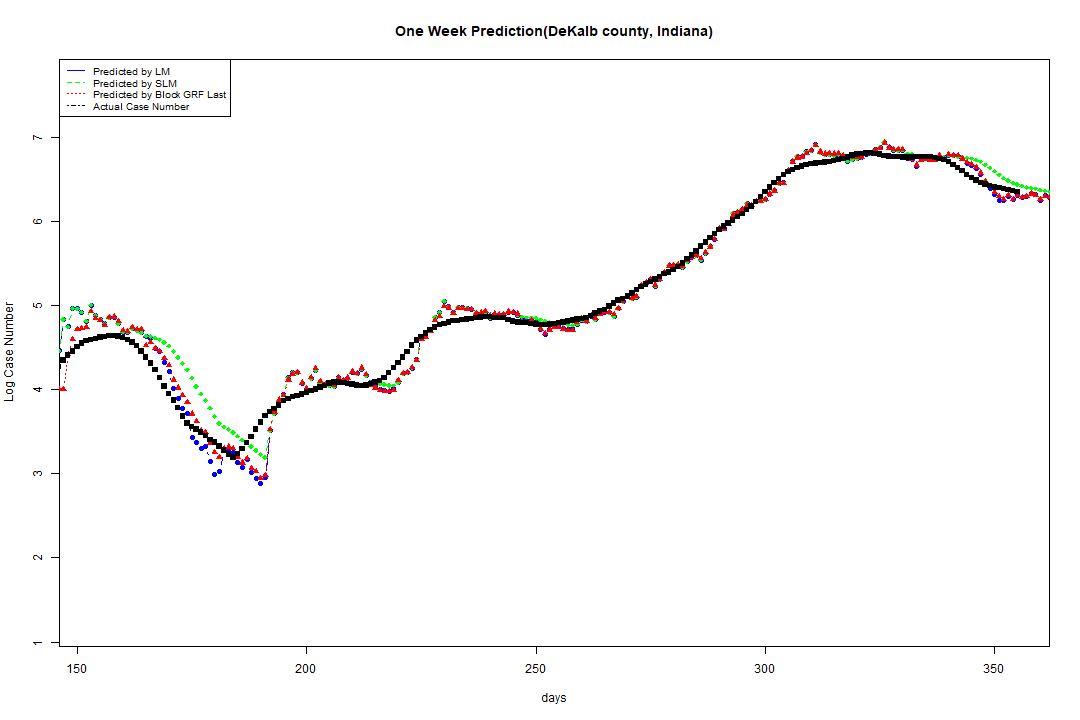 One Week Prediction(DeKalb county, Indiana)
Predicted by LM
Predicted by SLM
Predicted by Block GRF Last
Actual Case Number
7
6
5
4
3
2
1
Log Case Number
150 200 250 300 350
days